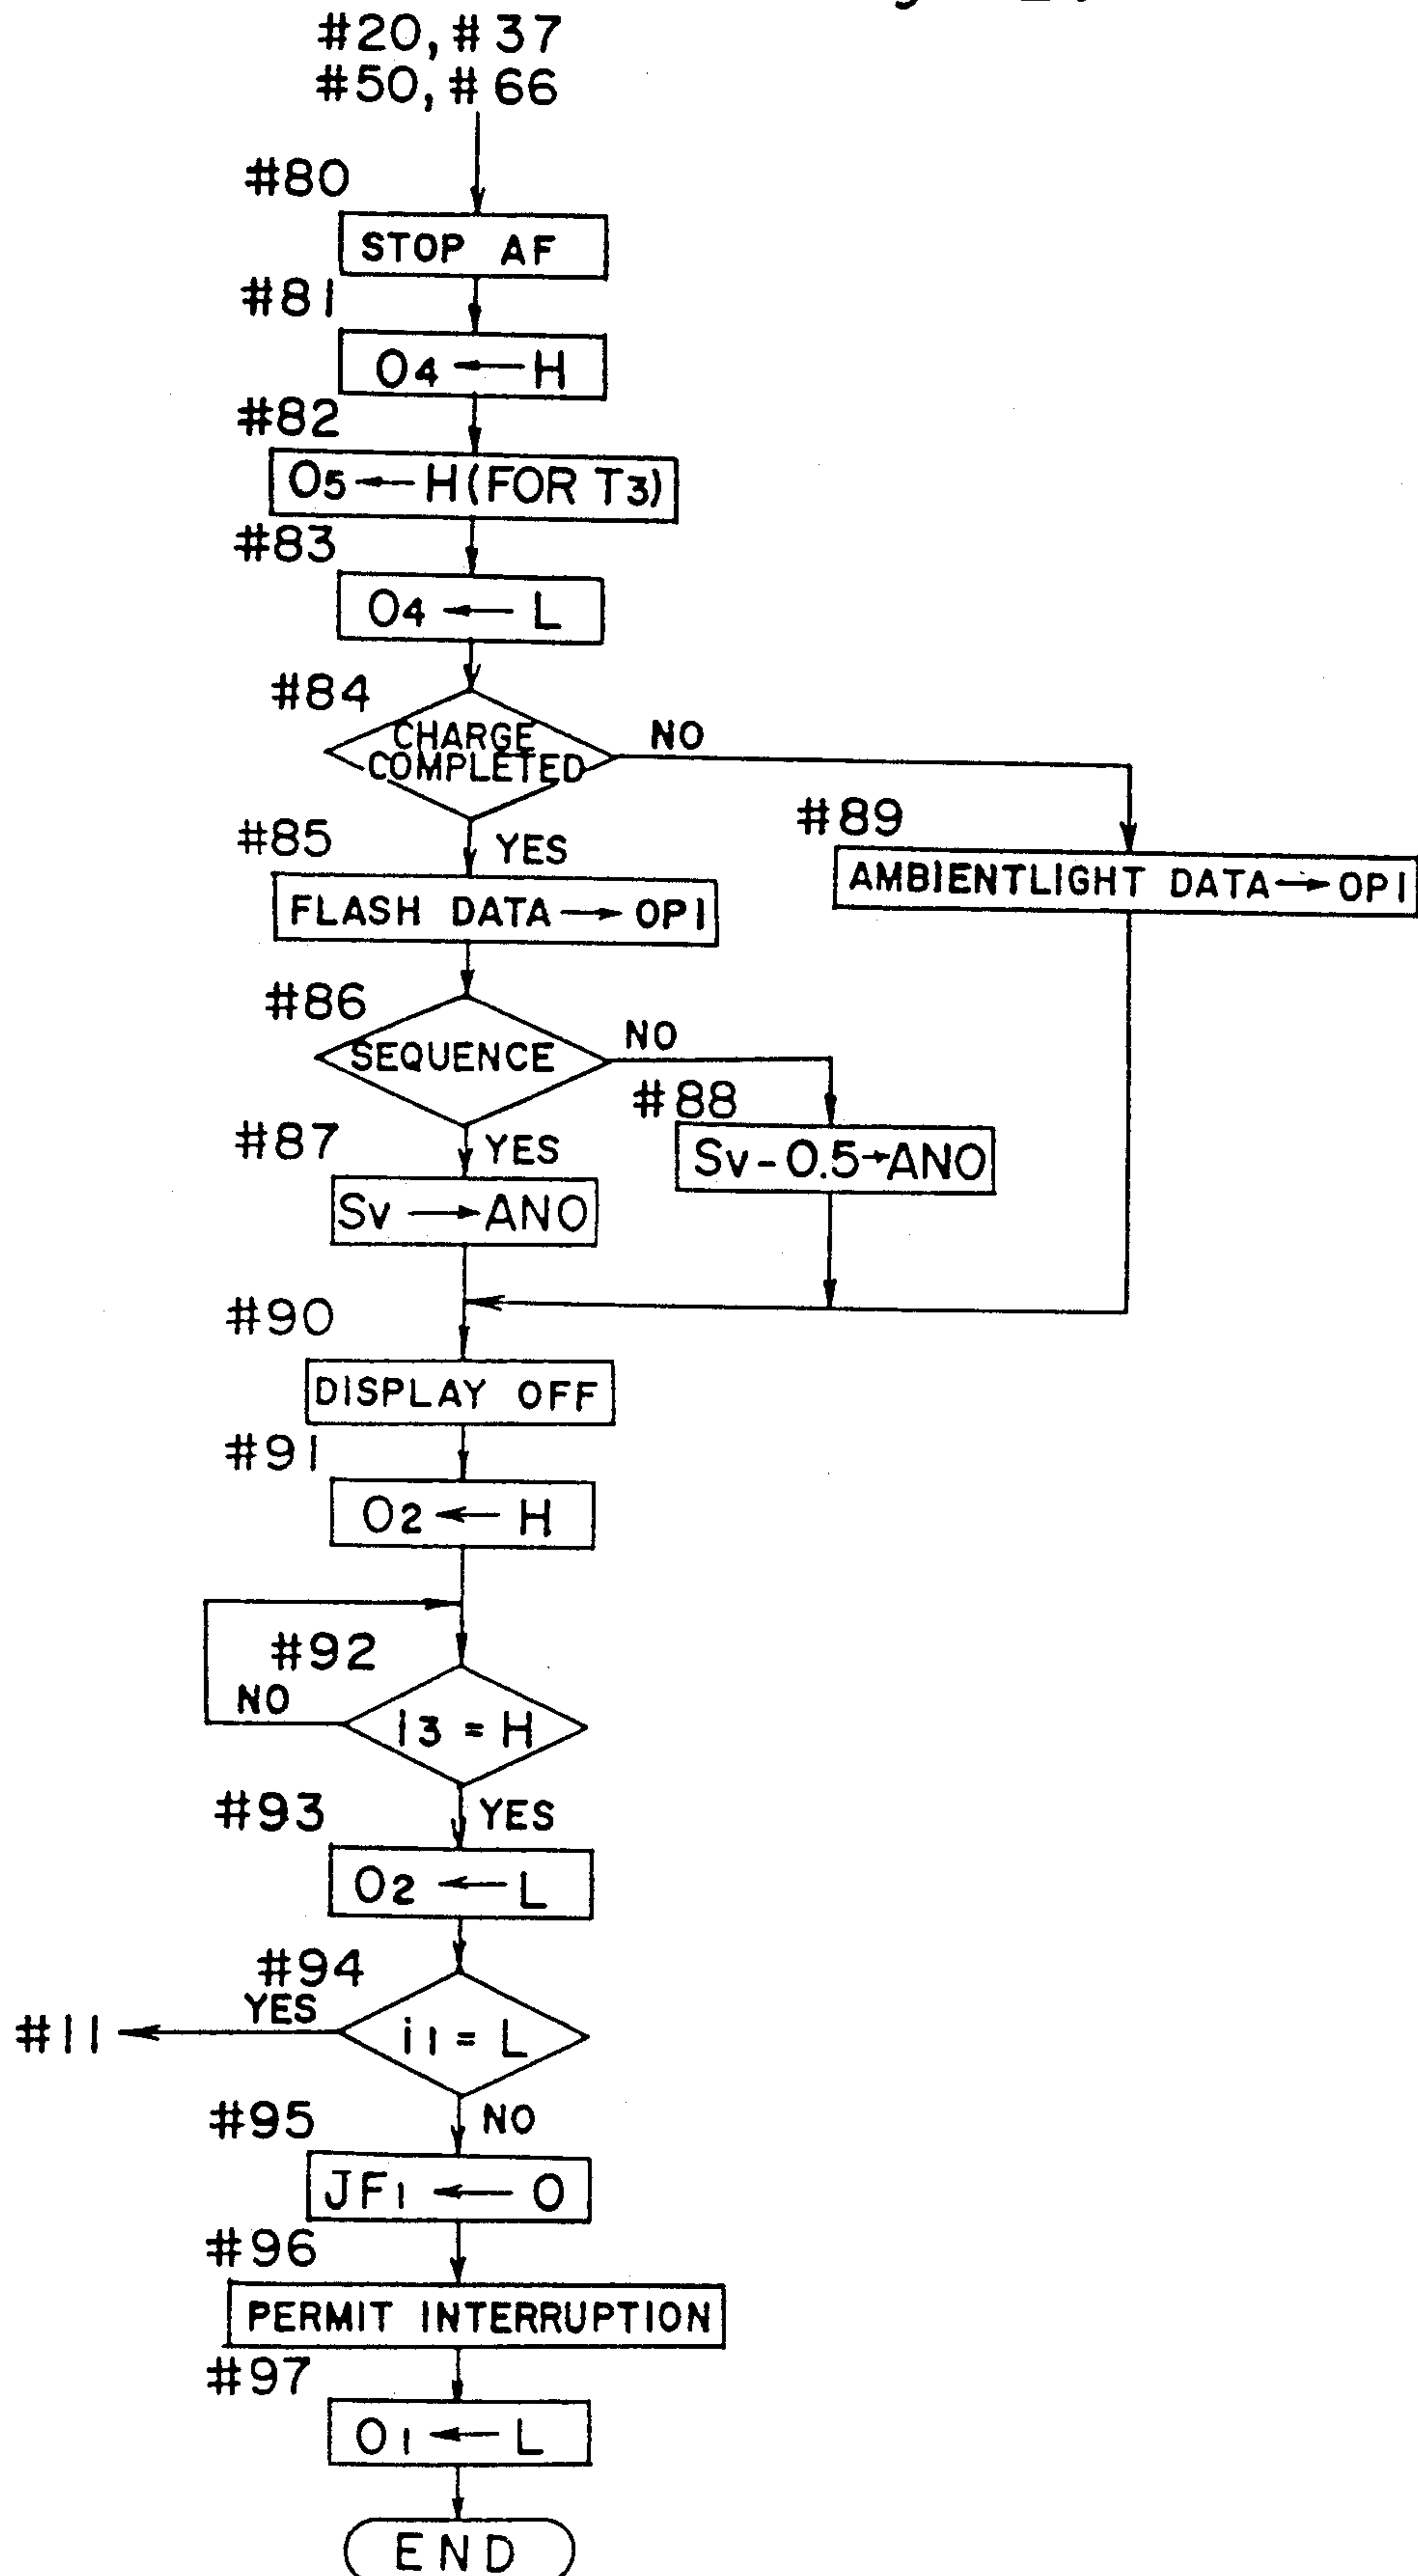 #20, #37
#50, #66
#80
STOP AF
#81
O4 ← H
#82
O5 ← H (FOR T3)
#83
O4 ← L
#84
CHARGE
COMPLETED
NO
#89
AMBIENTLIGHT DATA → OP1
#85
YES
FLASH DATA → OP1
#86
SEQUENCE
NO
#88
Sv - 0.5 → ANO
#87
YES
Sv → ANO
#90
DISPLAY OFF
#91
O2 ← H
#92
NO
i3 = H
#93
YES
O2 ← L
#94
YES
#11
i1 = L
#95
NO
JF1 ← O
#96
PERMIT INTERRUPTION
#97
O1 ← L
END